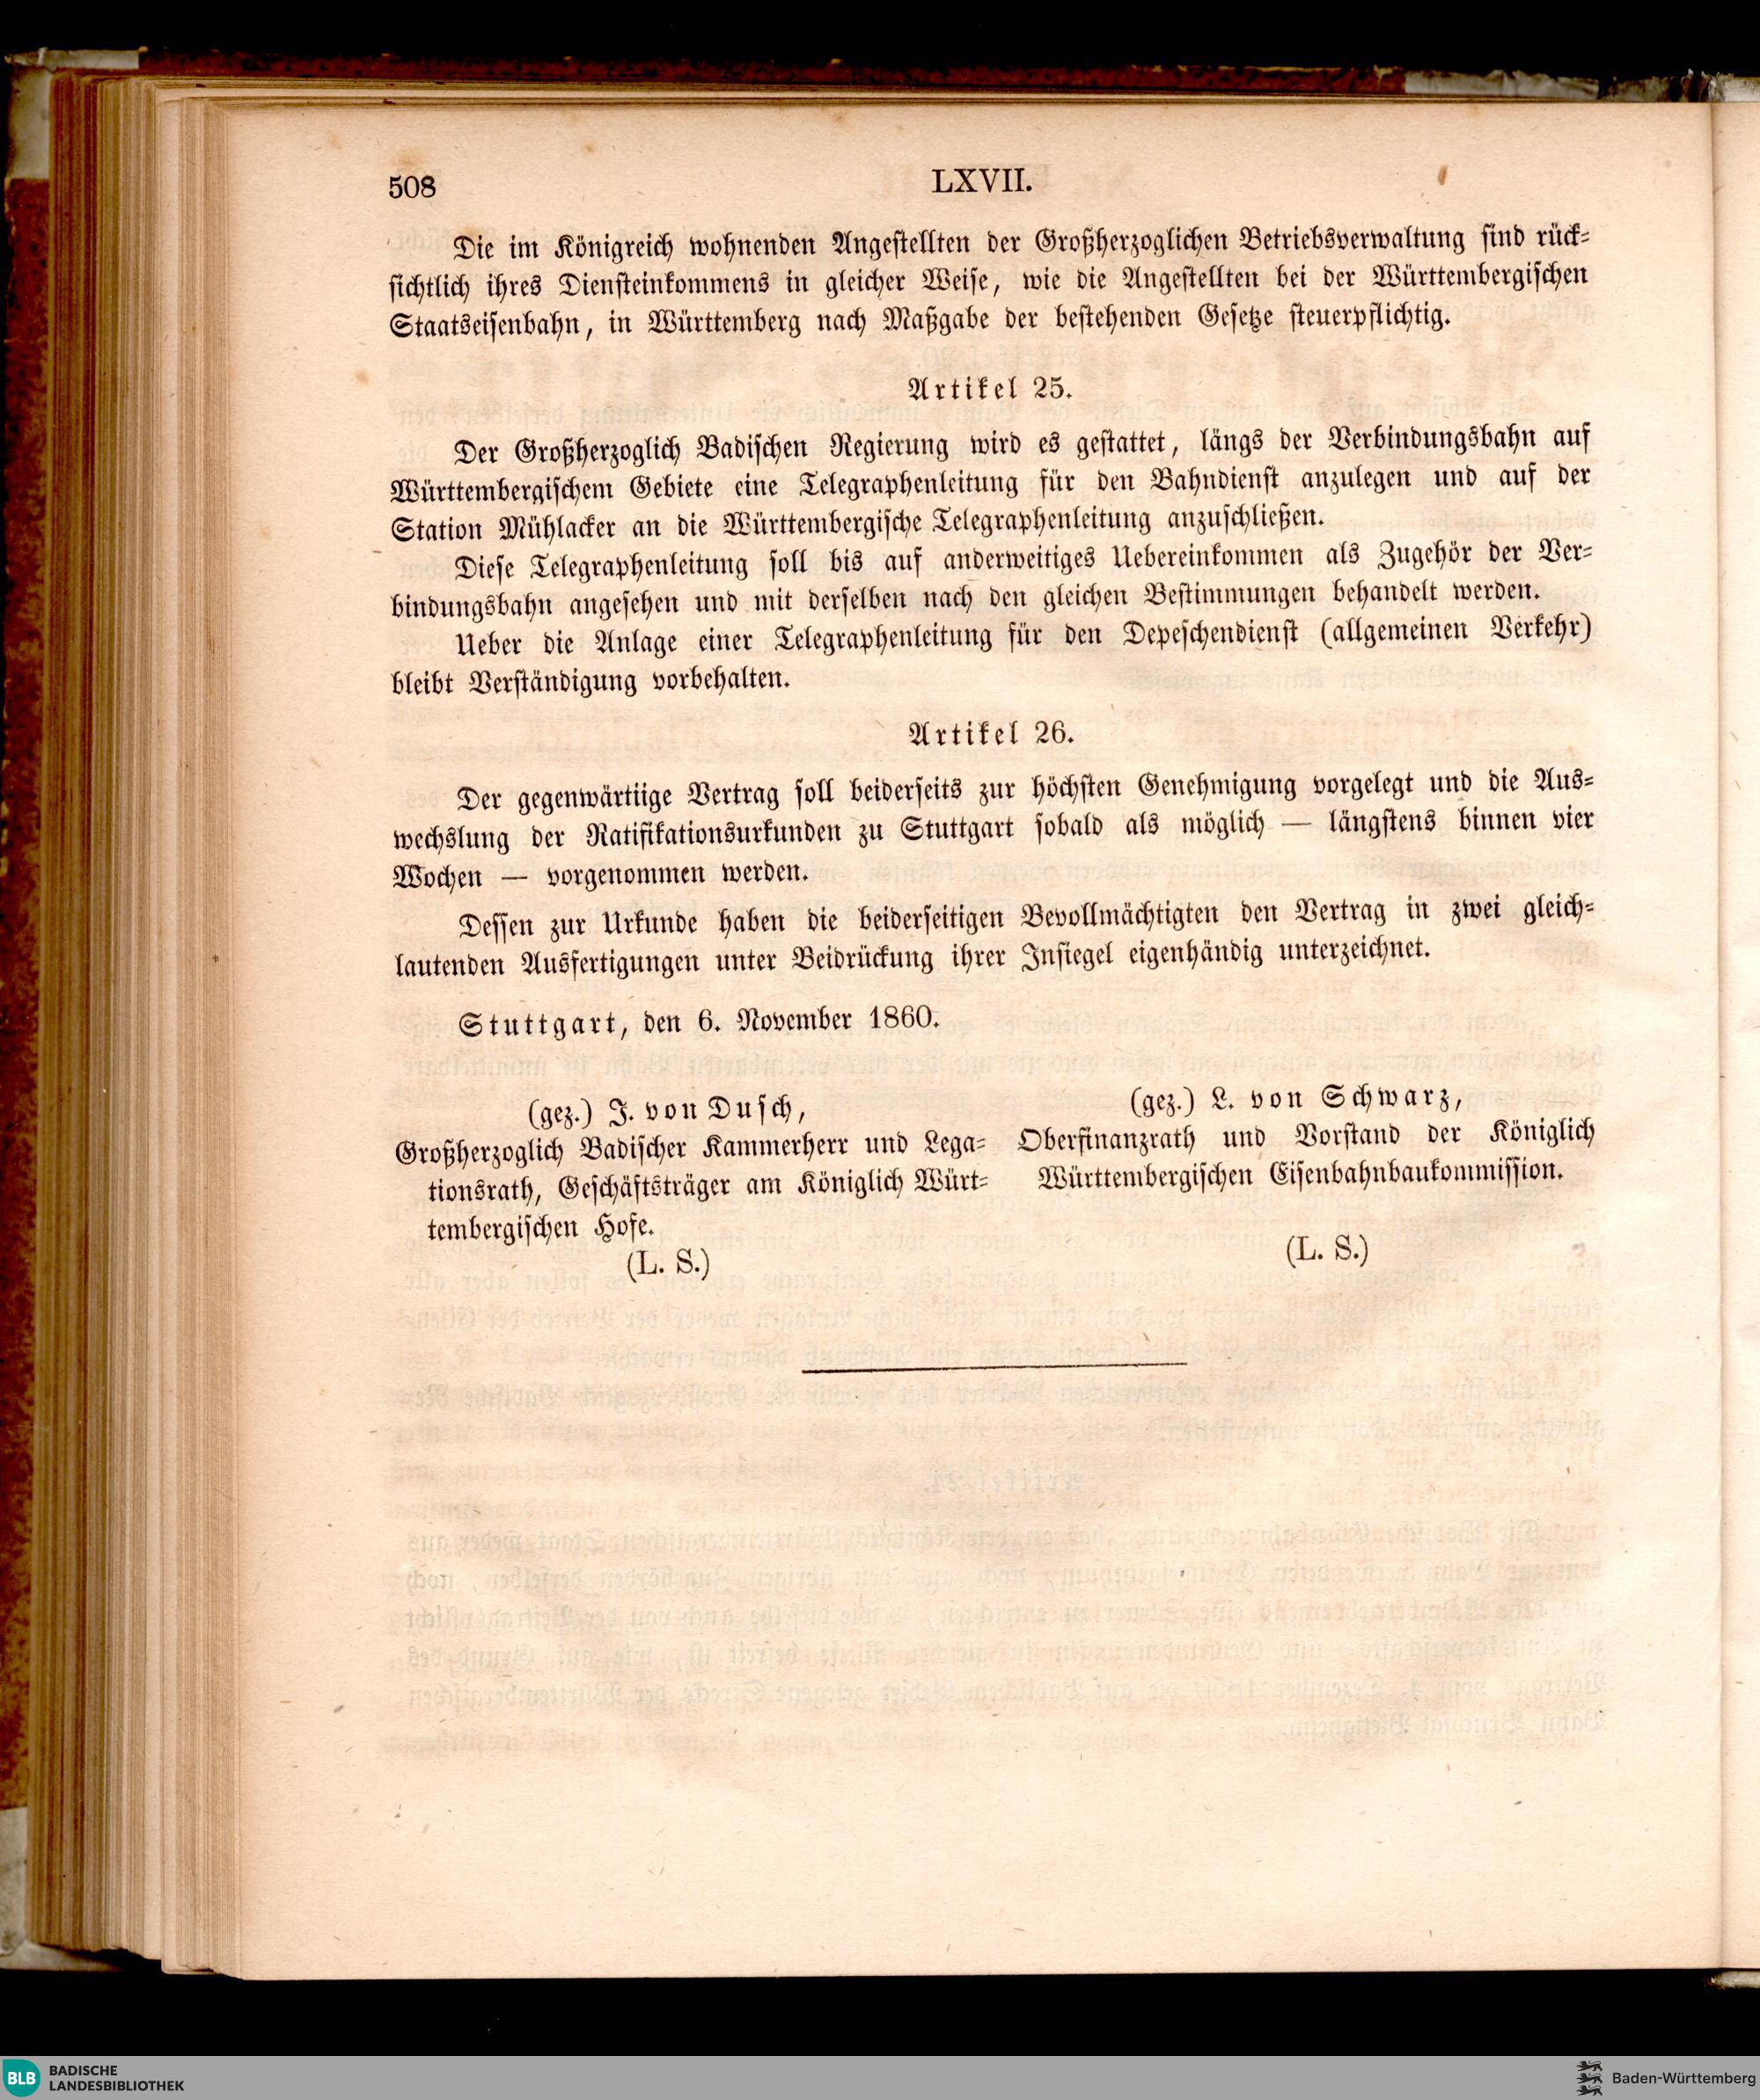 508
LXVII.
Die im Königreich wohnenden Angestellten der Großherzoglichen Betriebsverwaltung sind rück-
sichtlich ihres Diensteinkommens in gleicher Weise, wie die Angestellten bei der Württembergischen
Staatseisenbahn, in Württemberg nach Maßgabe der bestehenden Gesetze steuerpflichtig.
Artikel 25.
Der Großherzoglich Badischen Regierung wird es gestattet, längs der Verbindungsbahn auf
Württembergischem Gebiete eine Telegraphenleitung für den Bahndienst anzulegen und auf der
Station Mühlacker an die Württembergische Telegraphenleitung anzuschließen.
Diese Telegraphenleitung soll bis auf anderweitiges Uebereinkommen als Zugehör der Ver-
bindungsbahn angesehen und mit derselben nach den gleichen Bestimmungen behandelt werden.
Ueber die Anlage einer Telegraphenleitung für den Depeschendienst (allgemeinen Verkehr)
bleibt Verständigung vorbehalten.
Artikel 26.
Der gegenwärtiige Vertrag soll beiderseits zur höchsten Genehmigung vorgelegt und die Aus-
wechslung der Ratifikationsurkunden zu Stuttgart sobald als möglich — längstens binnen vier
Wochen — vorgenommen werden.
Dessen zur Urkunde haben die beiderseitigen Bevollmächtigten den Vertrag in zwei gleich-
lautenden Ausfertigungen unter Beidrückung ihrer Insiegel eigenhändig unterzeichnet.
Stuttgart, den 6. November 1860.
(gez.) J. von Dusch,
Großherzoglich Badischer Kammerherr und Lega-
tionsrath, Geschäftsträger am Königlich Würt-
tembergischen Hofe.
(L. S.)
(gez.) L. von Schwarz,
Oberfinanzrath und Vorstand der Königlich
Württembergischen Eisenbahnbaukommission.
(L. S.)
BLB
BADISCHE
LANDESBIBLIOTHEK
Baden-Württemberg